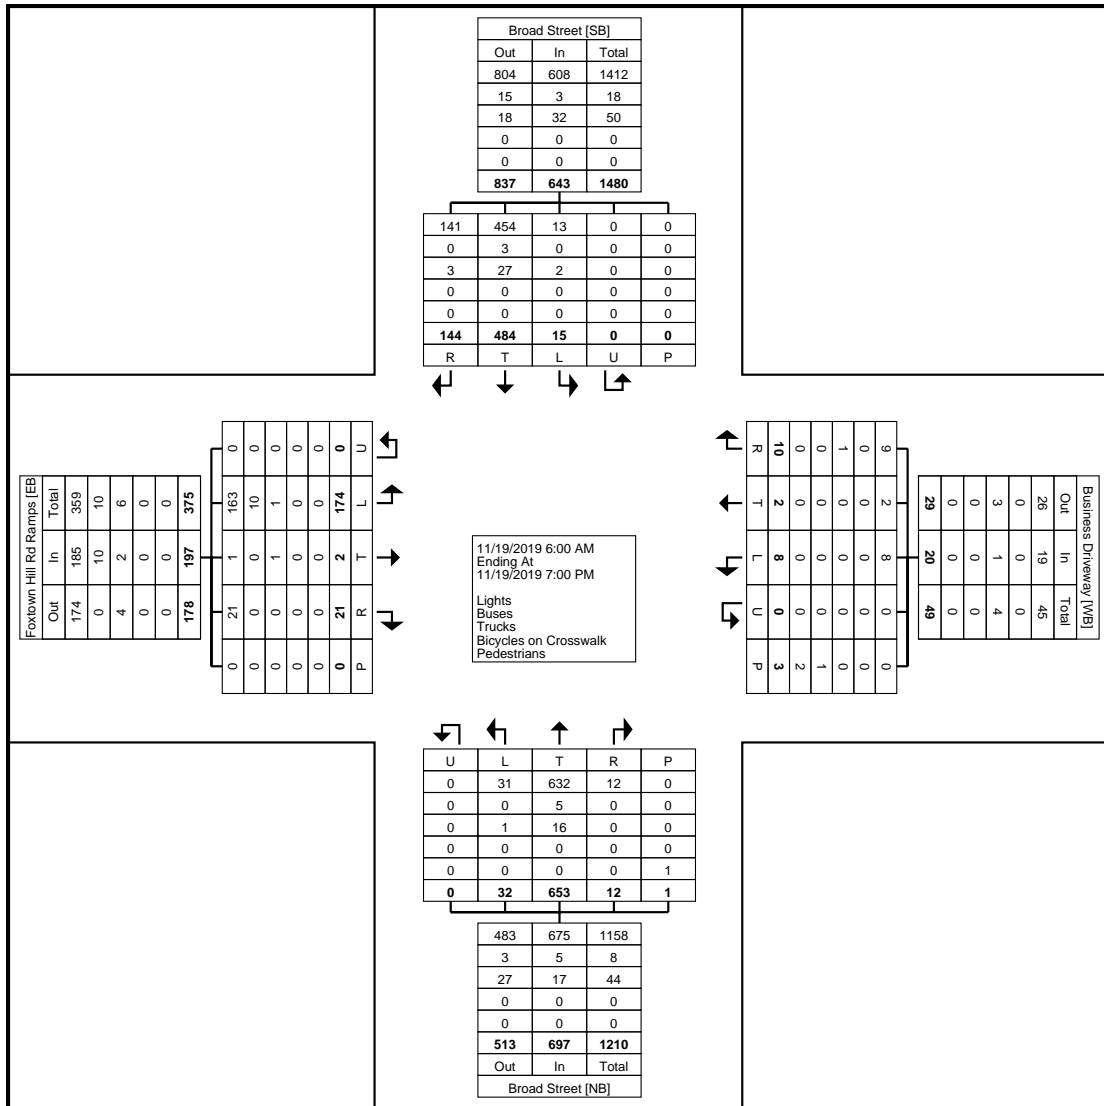 Broad Street [SB]
Out In Total
804 608 1412
15 3 18
18 32 50
0 0 0
0 0 0
837 643 1480
141 454 13 0 0
0 3 0 0 0
3 27 2 0 0
0 0 0 0 0
0 0 0 0 0
144 484 15 0 0
R T L U P
Foxtown Hill Rd Ramps [EB
Total 359 10 6 0 0 375
In 185 10 2 0 0 197
Out 174 0 4 0 0 178
0 0 0 0 0 0 U
163 10 1 0 0 174 L
1 0 1 0 0 2 T
21 0 0 0 0 21 R
0 0 0 0 0 0 P
11/19/2019 6:00 AM
Ending At
11/19/2019 7:00 PM
Lights
Buses
Trucks
Bicycles on Crosswalk
Pedestrians
R 10 0 0 1 0 9
T 2 0 0 0 0 2
L 8 0 0 0 0 8
U 0 0 0 0 0 0
P 3 2 1 0 0 0
Business Driveway [WB]
Out 26 0 3 0 0 29
In 19 0 1 0 0 20
Total 45 0 4 0 0 49
U L T R P
0 31 632 12 0
0 0 5 0 0
0 1 16 0 0
0 0 0 0 0
0 0 0 0 1
0 32 653 12 1
483 675 1158
3 5 8
27 17 44
0 0 0
0 0 0
513 697 1210
Out In Total
Broad Street [NB]